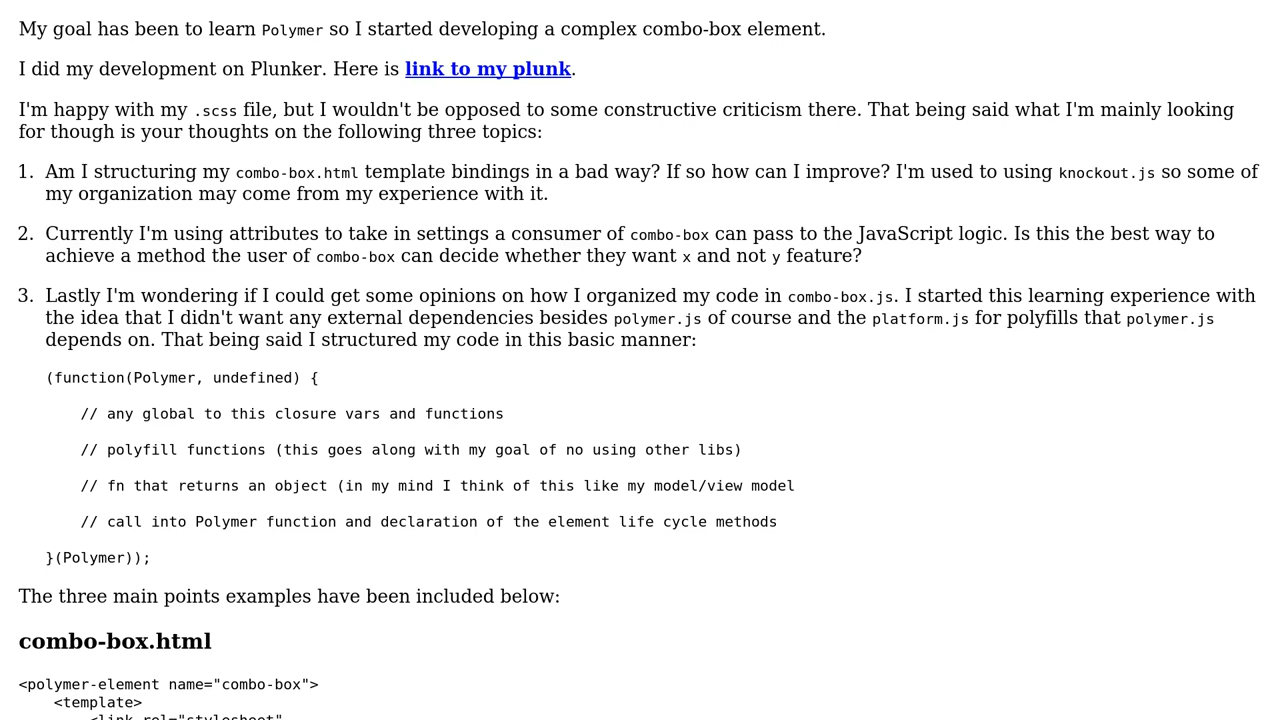 My goal has been to learn Polymer so I started developing a complex combo-box element.
I did my development on Plunker. Here is link to my plunk.
I'm happy with my .scss file, but I wouldn't be opposed to some constructive criticism there. That being said what I'm mainly looking
for though is your thoughts on the following three topics:
1. Am I structuring my combo-box.html template bindings in a bad way? If so how can I improve? I'm used to using knockout.js so some of
my organization may come from my experience with it.
2. Currently I'm using attributes to take in settings a consumer of combo-box can pass to the JavaScript logic. Is this the best way to
achieve a method the user of combo-box can decide whether they want x and not y feature?
3. Lastly I'm wondering if I could get some opinions on how I organized my code in combo-box.js. I started this learning experience with
the idea that I didn't want any external dependencies besides polymer.js of course and the platform.js for polyfills that polymer.js
depends on. That being said I structured my code in this basic manner:
(function(Polymer, undefined) {
// any global to this closure vars and functions
// polyfill functions (this goes along with my goal of no using other libs)
// fn that returns an object (in my mind I think of this like my model/view model
// call into Polymer function and declaration of the element life cycle methods
}(Polymer));
The three main points examples have been included below:
combo-box.html
<polymer-element name="combo-box">
<template>
<link rel="stylesheet"